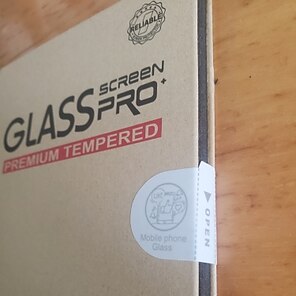 RELIABLE
GLASS
SCREEN
PRO+
PREMIUM TEMPERED
OPEN
Mobile phone
Glass